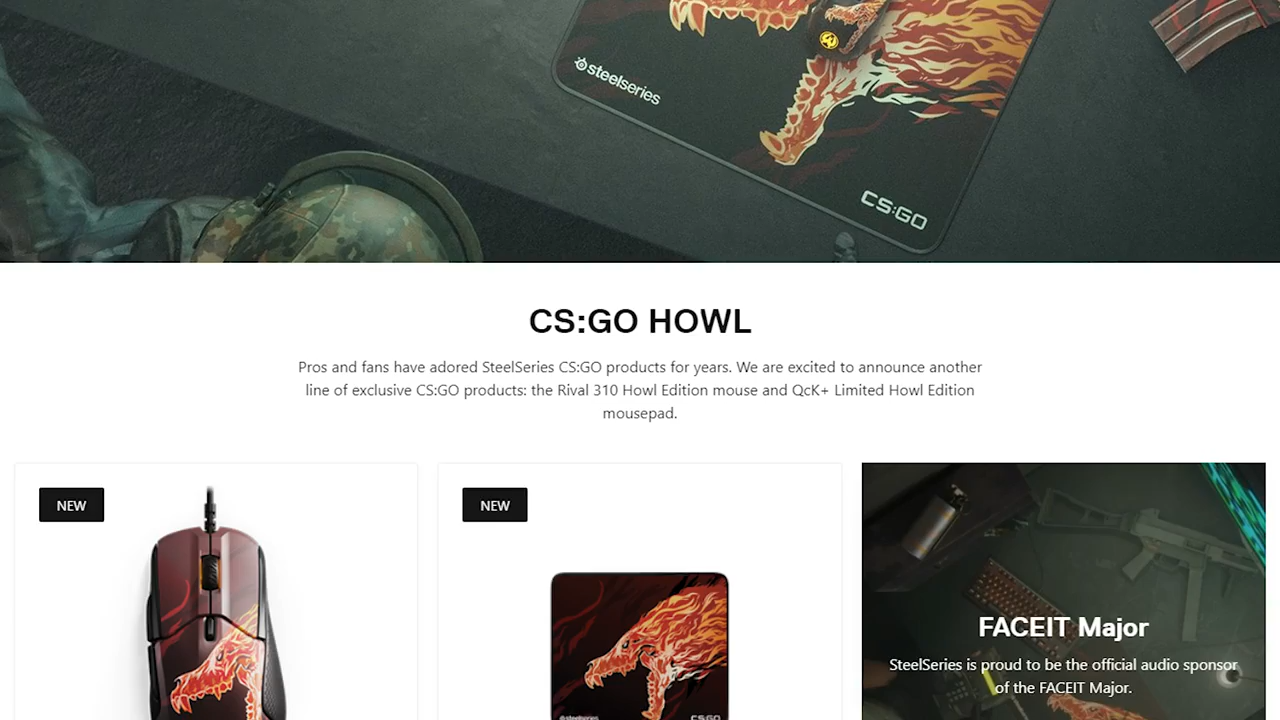 steelseries
CS:GO
CS:GO HOWL
Pros and fans have adored SteelSeries CS:GO products for years. We are excited to announce another
line of exclusive CS:GO products: the Rival 310 Howl Edition mouse and QcK+ Limited Howl Edition
mousepad.
NEW
NEW
FACEIT Major
SteelSeries is proud to be the official audio sponsor
of the FACEIT Major.
steelseries
CS:GO